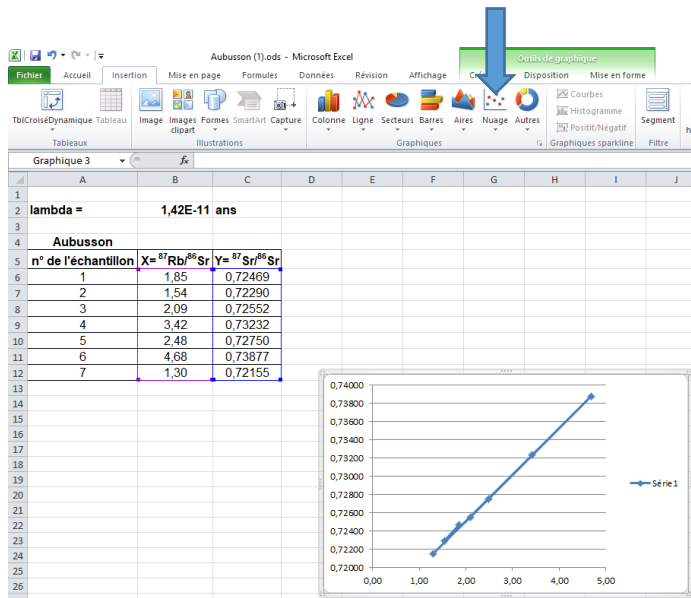 Aubusson (1).ods - Microsoft Excel
Outils de graphique
Fichier Accueil Insertion Mise en page Formules Données Révision Affichage Disposition Mise en forme
TblCroiséDynamique Tableau Image Images clipart Formes SmartArt Capture Colonne Ligne Secteurs Barres Aires Nuage Autres
Courbes
Histogramme
Positif/Négatif
Segment
Tableaux Illustrations Graphiques Graphiques sparkline Filtre
Graphique 3 fx
A B C D E F G H I J
1
2 lambda = 1,42E-11 ans
3
4 Aubusson
5 n° de l'échantillon X= ⁸⁷Rb/⁸⁶Sr Y= ⁸⁷Sr/⁸⁶Sr
6 1 1,85 0,72469
7 2 1,54 0,72290
8 3 2,09 0,72552
9 4 3,42 0,73232
10 5 2,48 0,72750
11 6 4,68 0,73877
12 7 1,30 0,72155
13
14
15
16
17
18
19
20
21
22
23
24
25
26
0,74000
0,73800
0,73600
0,73400
0,73200
0,73000
0,72800
0,72600
0,72400
0,72200
0,72000
0,00 1,00 2,00 3,00 4,00 5,00
Série1